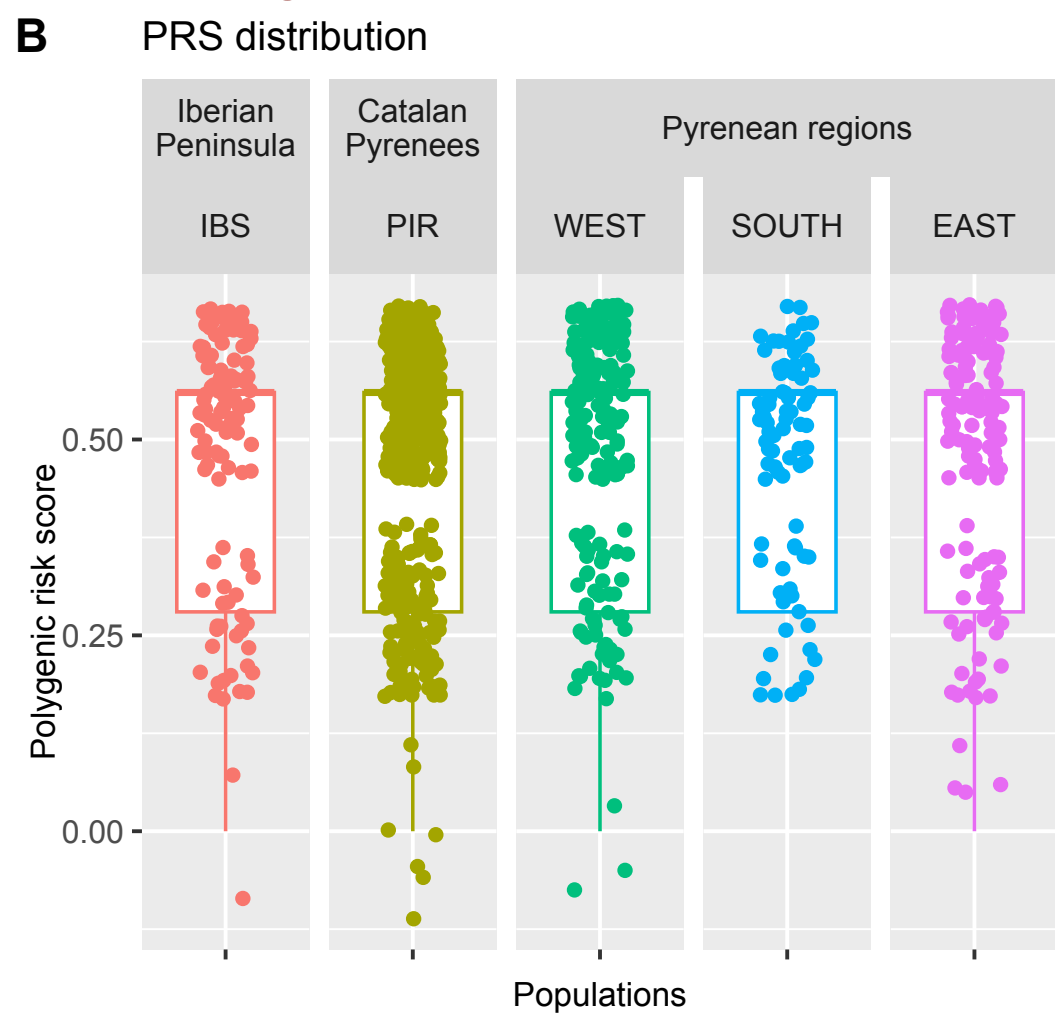 B PRS distribution
Iberian
Peninsula
Catalan
Pyrenees
Pyrenean regions
IBS
PIR
WEST
SOUTH
EAST
Polygenic risk score
0.50
0.25
0.00
Populations